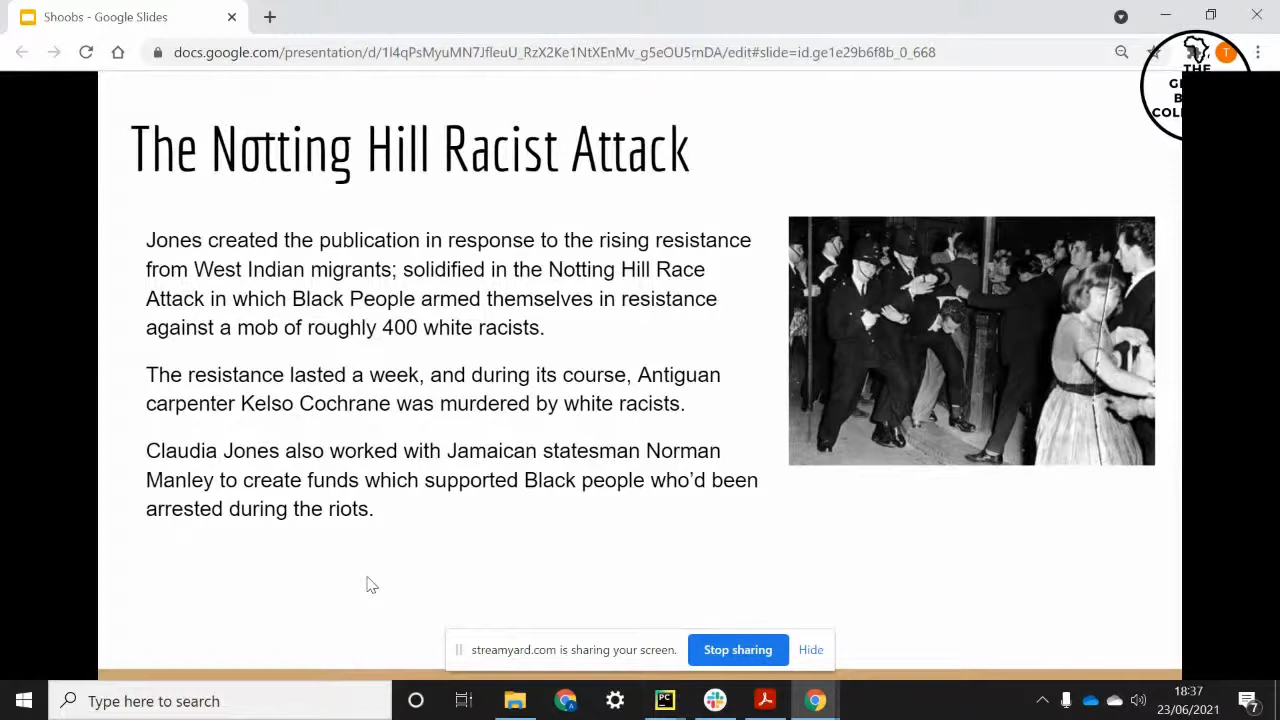 Shoobs - Google Slides
docs.google.com/presentation/d/1l4qPsMyuMN7JfleuU_RzX2Ke1NtXEnMv_g5eOU5rnDA/edit#slide=id.ge1e29b6f8b_0_668
T
THE
The Notting Hill Racist Attack
Jones created the publication in response to the rising resistance
from West Indian migrants; solidified in the Notting Hill Race
Attack in which Black People armed themselves in resistance
against a mob of roughly 400 white racists.
The resistance lasted a week, and during its course, Antiguan
carpenter Kelso Cochrane was murdered by white racists.
Claudia Jones also worked with Jamaican statesman Norman
Manley to create funds which supported Black people who'd been
arrested during the riots.
streamyard.com is sharing your screen. Stop sharing Hide
Type here to search
PC
18:37
23/06/2021
7